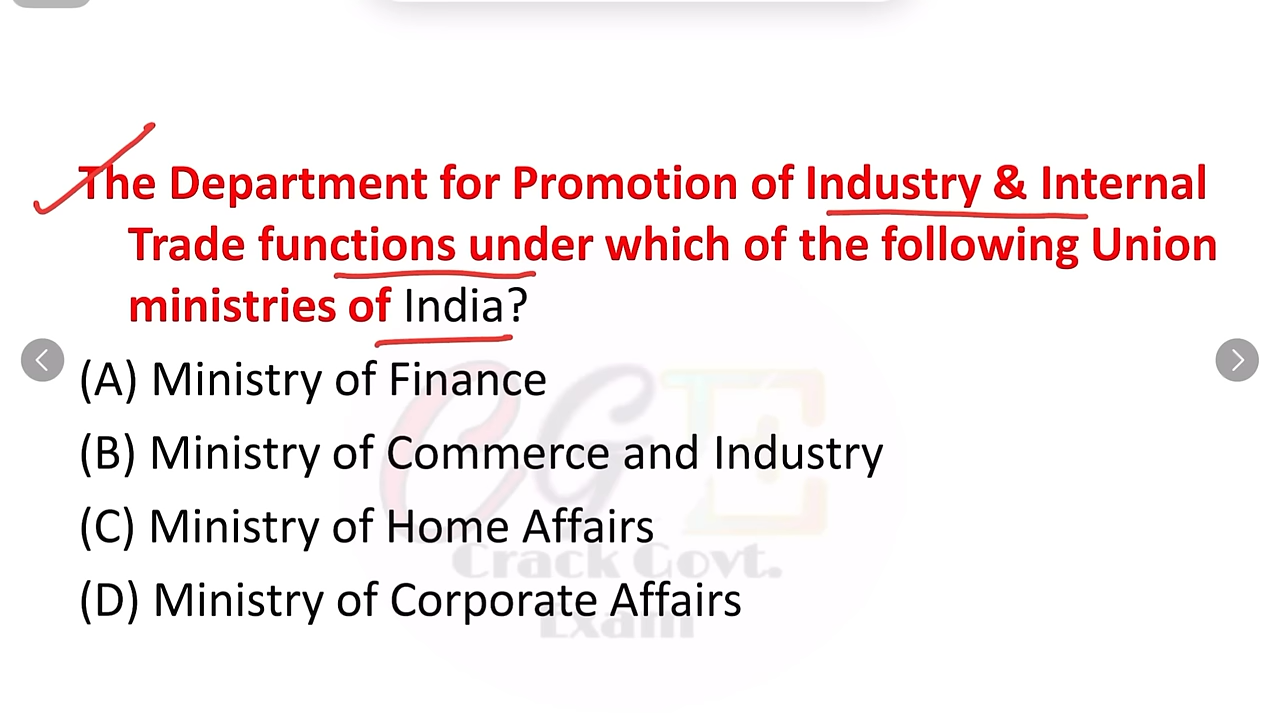 The Department for Promotion of Industry & Internal
Trade functions under which of the following Union
ministries of India?
(A) Ministry of Finance
(B) Ministry of Commerce and Industry
(C) Ministry of Home Affairs
(D) Ministry of Corporate Affairs
CGE
Crack Govt.
Exam